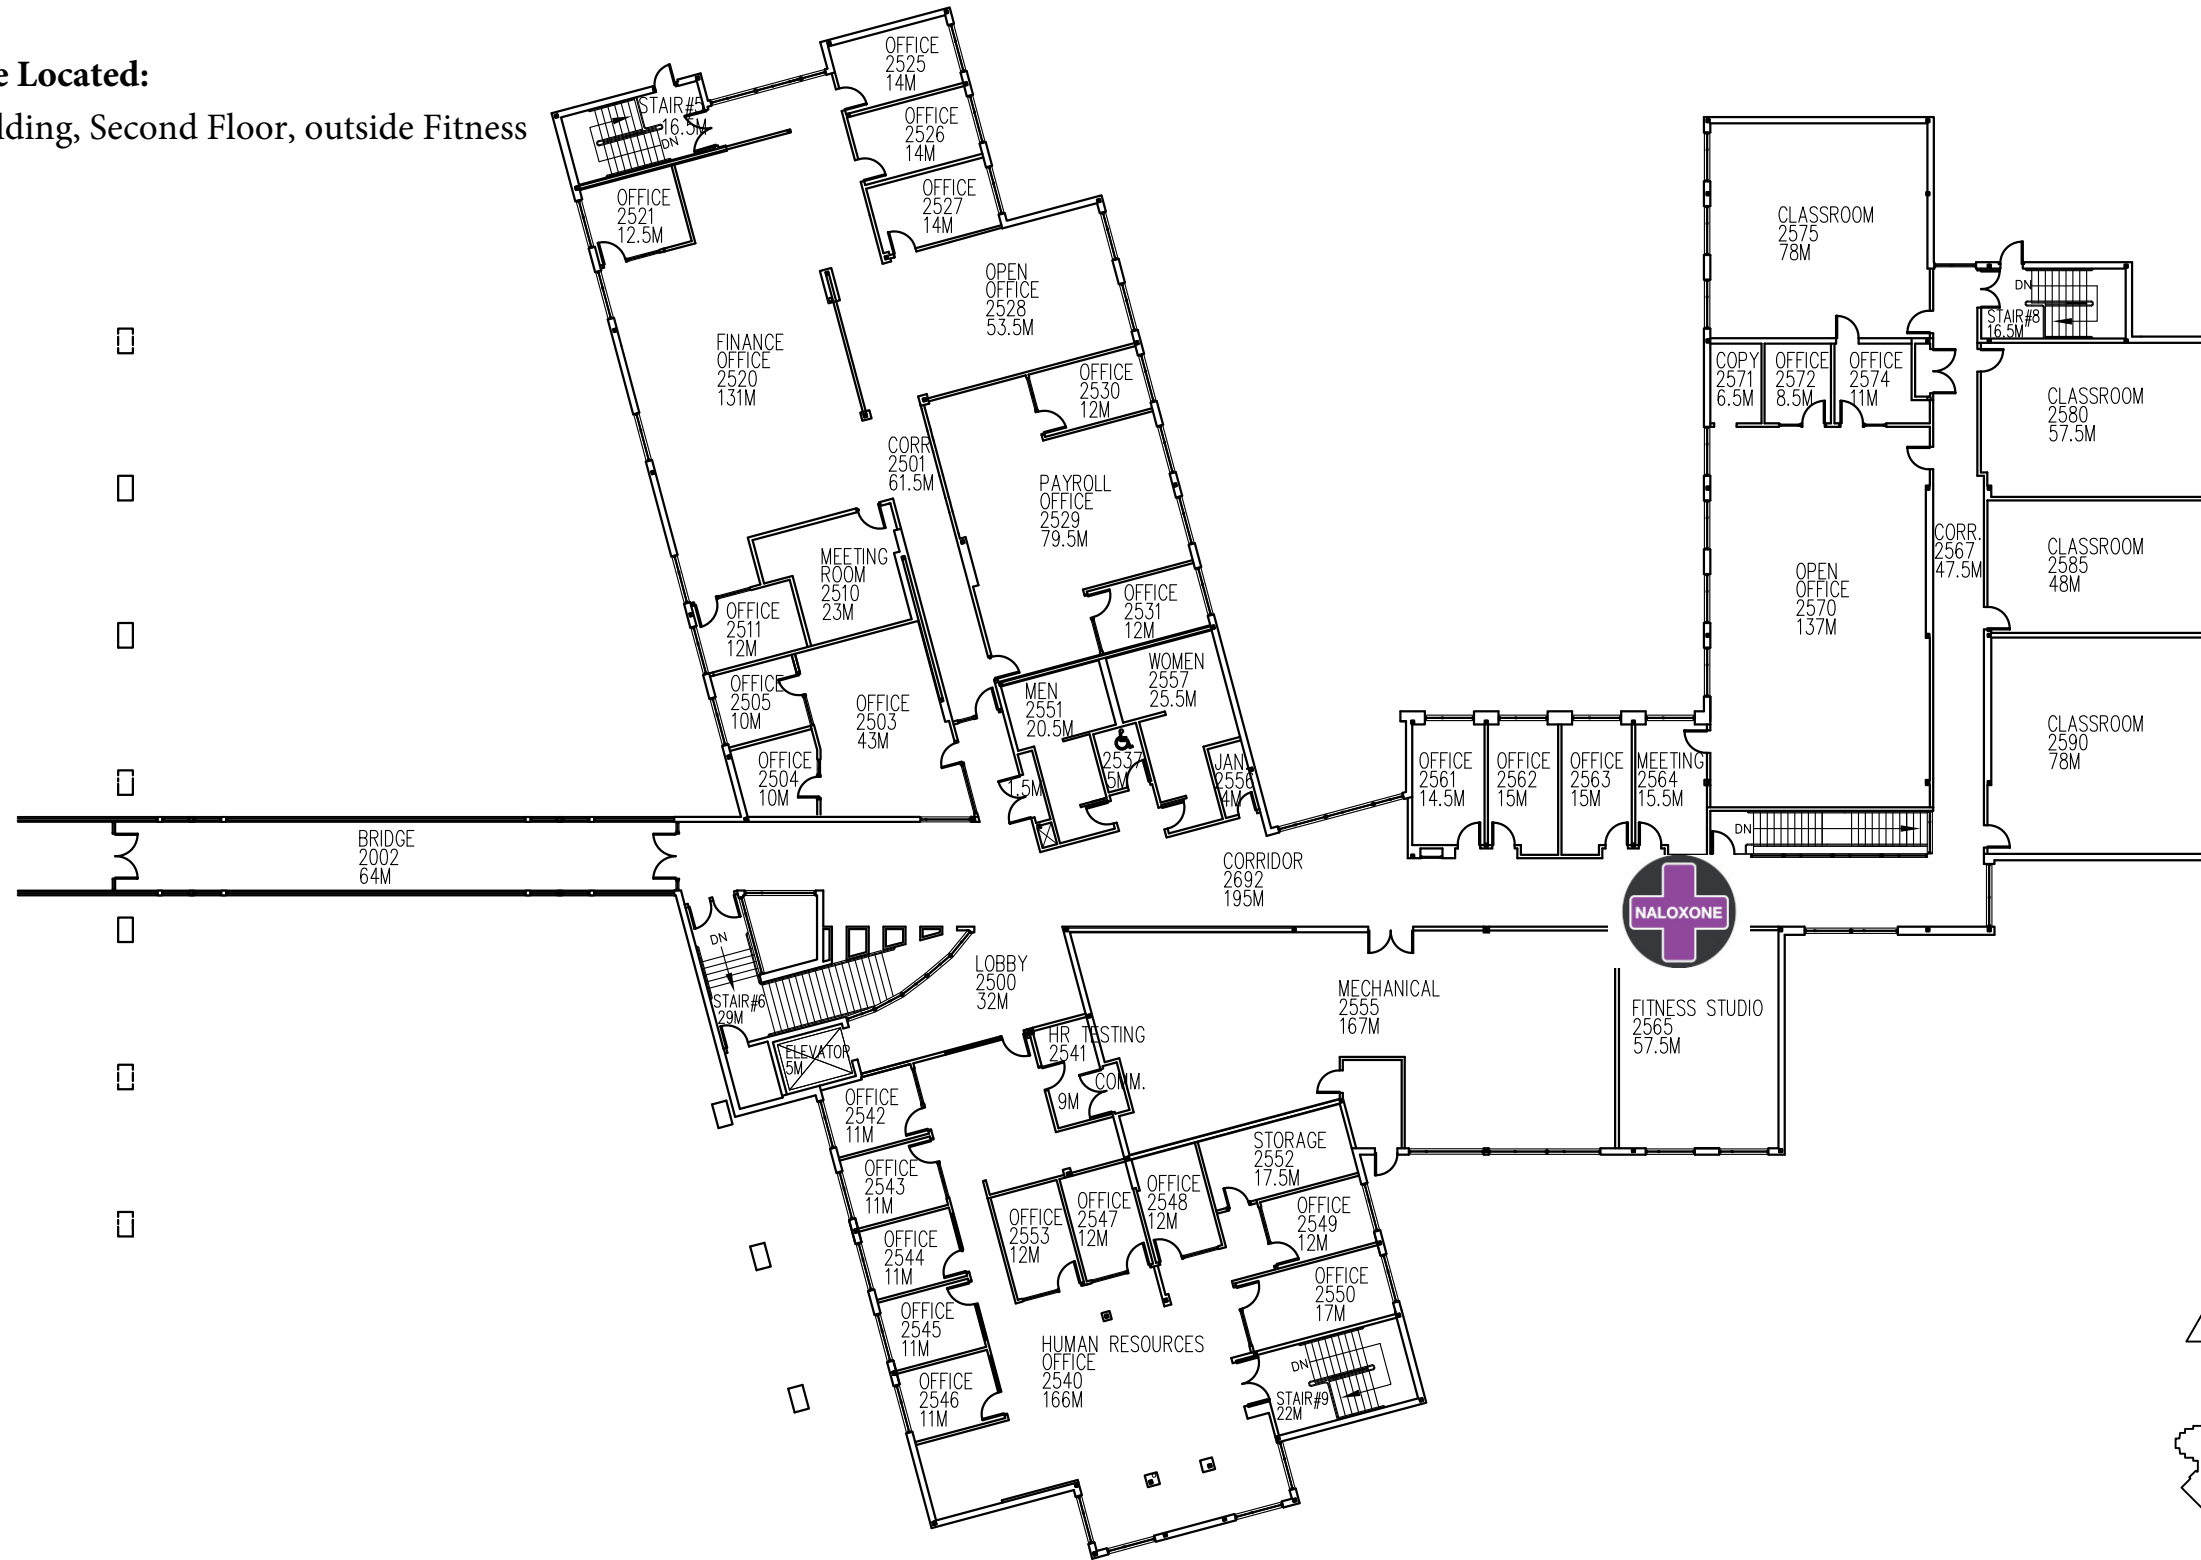 e Located:
lding, Second Floor, outside Fitness
OFFICE
2525
14M
STAIR#5
16.5M
DN
OFFICE
2526
14M
OFFICE
2527
14M
OFFICE
2521
12.5M
OPEN
OFFICE
2528
53.5M
FINANCE
OFFICE
2520
131M
OFFICE
2530
12M
CORR.
2501
61.5M
PAYROLL
OFFICE
2529
79.5M
MEETING
ROOM
2510
23M
OFFICE
2511
12M
OFFICE
2531
12M
OFFICE
2505
10M
OFFICE
2503
43M
OFFICE
2504
10M
MEN
2551
20.5M
WOMEN
2557
25.5M
2537
5M
1.5M
JAN.
2556
4M
CLASSROOM
2575
78M
DN
STAIR#8
16.5M
COPY
2571
6.5M
OFFICE
2572
8.5M
OFFICE
2574
11M
CLASSROOM
2580
57.5M
CORR.
2567
47.5M
CLASSROOM
2585
48M
OPEN
OFFICE
2570
137M
CLASSROOM
2590
78M
OFFICE
2561
14.5M
OFFICE
2562
15M
OFFICE
2563
15M
MEETING
2564
15.5M
DN
BRIDGE
2002
64M
CORRIDOR
2692
195M
NALOXONE
DN
STAIR#6
29M
LOBBY
2500
32M
ELEVATOR
5M
MECHANICAL
2555
167M
FITNESS STUDIO
2565
57.5M
HR TESTING
2541
9M
COMM.
OFFICE
2542
11M
OFFICE
2543
11M
OFFICE
2544
11M
OFFICE
2545
11M
OFFICE
2546
11M
OFFICE
2553
12M
OFFICE
2547
12M
OFFICE
2548
12M
STORAGE
2552
17.5M
OFFICE
2549
12M
OFFICE
2550
17M
HUMAN RESOURCES
OFFICE
2540
166M
DN
STAIR#9
22M